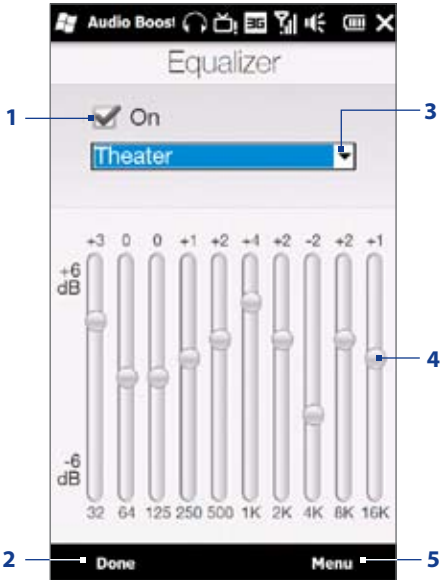 Audio Boost 3G
Equalizer
1 On 3
Theater
+3 0 0 +1 +2 +4 +2 -2 +2 +1
+6
dB
4
-6
dB
32 64 125 250 500 1K 2K 4K 8K 16K
2 Done Menu 5